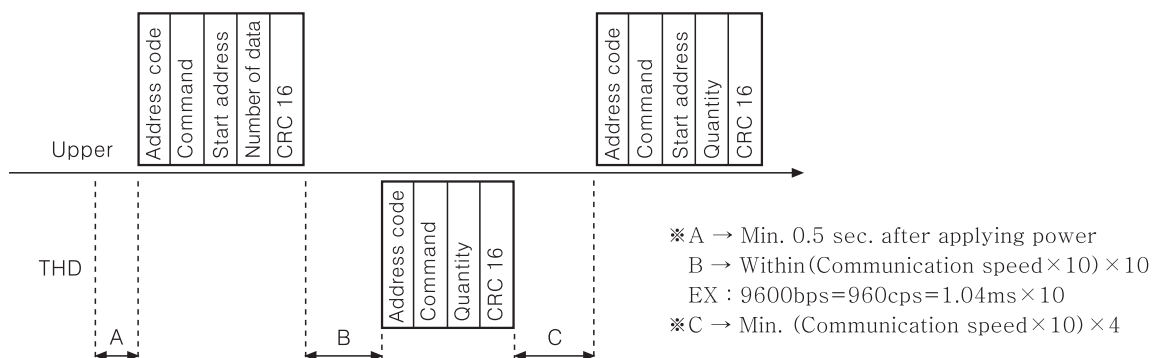 Address code
Command
Start address
Number of data
CRC 16
Address code
Command
Start address
Quantity
CRC 16
Upper
THD
Address code
Command
Quantity
CRC 16
A
B
C
※A → Min. 0.5 sec. after applying power
B → Within(Communication speed×10)×10
EX : 9600bps=960cps=1.04ms×10
※C → Min. (Communication speed×10)×4